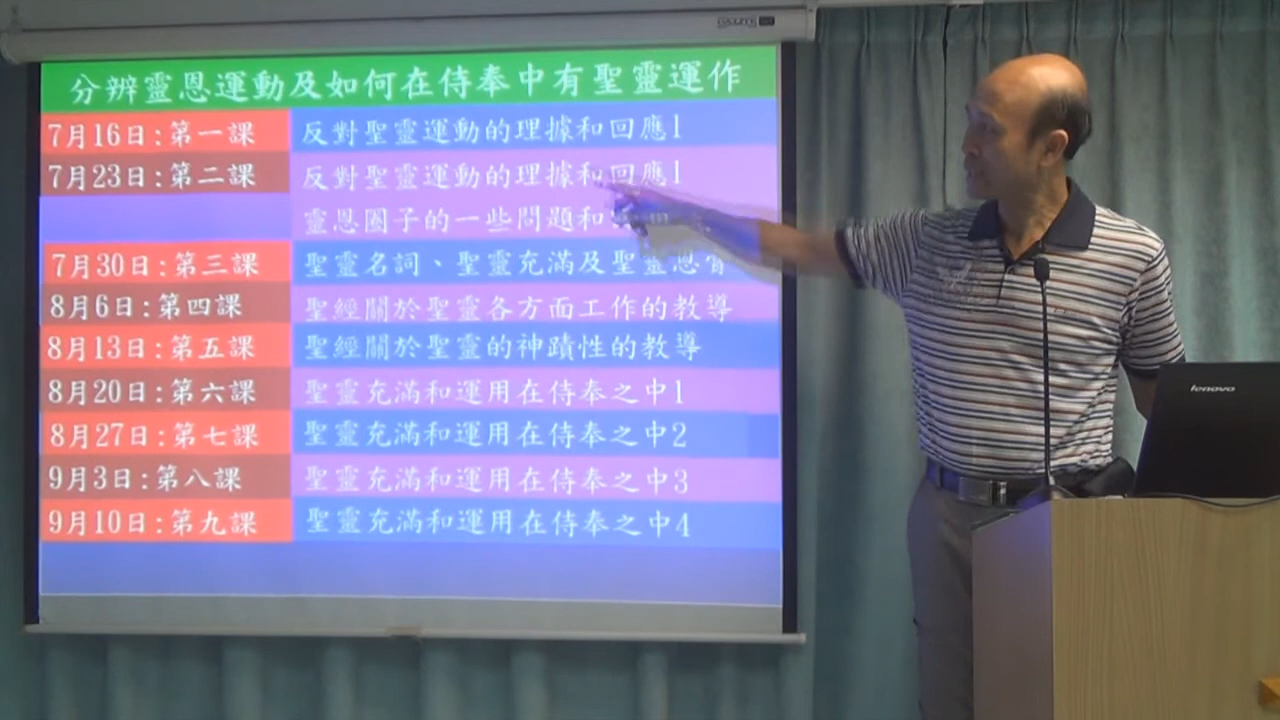 分辨靈恩運動及如何在侍奉中有聖靈運作
7月16日:第一課 反對聖靈運動的理據和回應1
7月23日:第二課 反對聖靈運動的理據和回應1
靈恩圈子的一些問題和
7月30日:第三課 聖靈名詞、聖靈充滿及聖靈恩
8月6日:第四課 聖經關於聖靈各方面工作的教導
8月13日:第五課 聖經關於聖靈的神蹟性的教導
8月20日:第六課 聖靈充滿和運用在侍奉之中1
8月27日:第七課 聖靈充滿和運用在侍奉之中2
9月3日:第八課 聖靈充滿和運用在侍奉之中3
9月10日:第九課 聖靈充滿和運用在侍奉之中4
lenovo